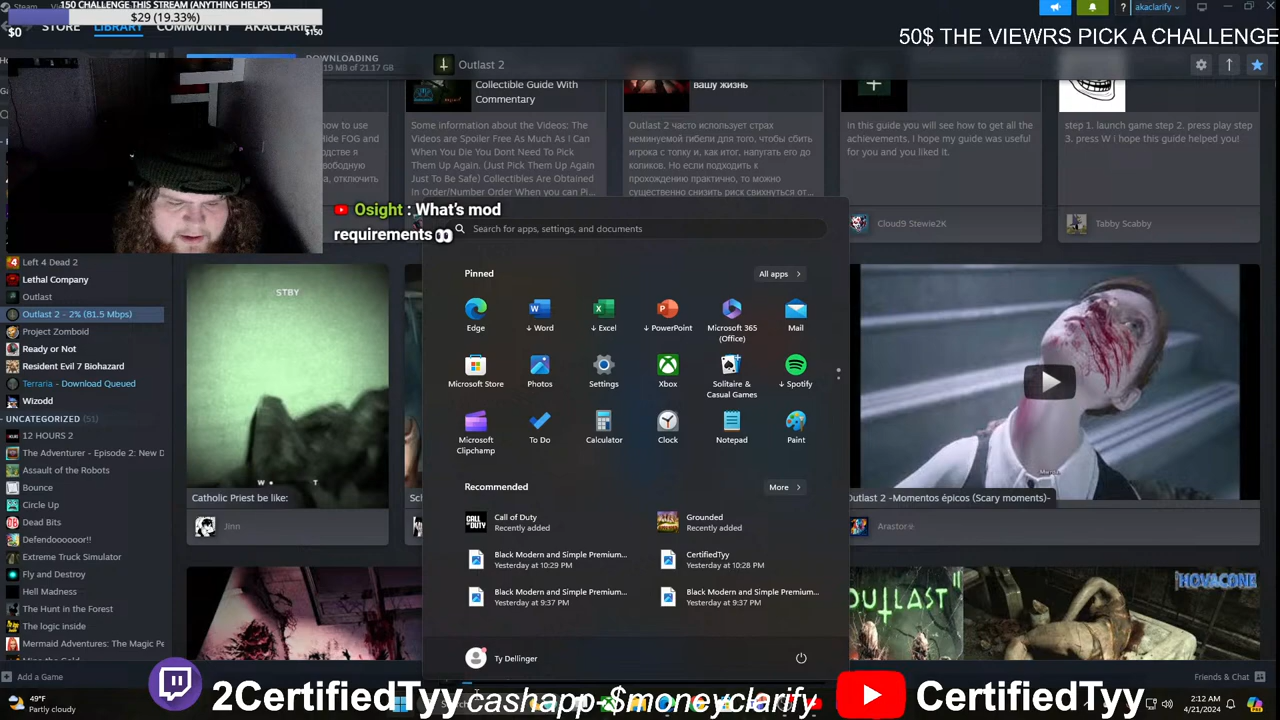 Steam
150 CHALLENGE THIS STREAM (ANYTHING HELPS)
$29 (19.33%)
$0
$150
STORE
LIBRARY
COMMUNITY
AKACLARIFY
akaclarify
50$ THE VIEWRS PICK A CHALLENGE
DOWNLOADING
19 MB OF 21.17 GB
Outlast 2
Collectible Guide With
Commentary
Some information about the Videos: The
Videos are Spoiler Free As Much As I Can
When You Die You Dont Need To Pick
Them Up Again. (Just Pick Them Up Again
Just To Be Safe) Collectibles Are Obtained
In Order/Number Order When you can Pi...
вашу жизнь
Outlast 2 часто использует страх
неминуемой гибели для того, чтобы сбить
игрока с толку и, как итог, напугать его до
коликов. Но если подходить к
прохождению практично, то можно
существенно снизить риск свихнуться от...
In this guide you will see how to get all the
achievements, I hope my guide was useful
for you and you liked it.
Cloud9 Stewie2K
step 1. launch game step 2. press play step
3. press W i hope this guide helped you!
Tabby Scabby
how to use
Hide FOG and
Osight : What's mod
requirements
Search for apps, settings, and documents
Pinned
All apps
Edge
Word
Excel
PowerPoint
Microsoft 365
(Office)
Mail
Microsoft Store
Photos
Settings
Xbox
Solitaire &
Casual Games
Spotify
Microsoft
Clipchamp
To Do
Calculator
Clock
Notepad
Paint
Recommended
More
Call of Duty
Recently added
Grounded
Recently added
Black Modern and Simple Premium...
Yesterday at 10:29 PM
CertifiedTyy
Yesterday at 10:28 PM
Black Modern and Simple Premium...
Yesterday at 9:37 PM
Black Modern and Simple Premium...
Yesterday at 9:37 PM
Ty Dellinger
Left 4 Dead 2
Lethal Company
Outlast
Outlast 2 - 2% (81.5 Mbps)
Project Zomboid
Ready or Not
Resident Evil 7 Biohazard
Terraria - Download Queued
Wizodd
UNCATEGORIZED (51)
12 HOURS 2
The Adventurer - Episode 2: New D
Assault of the Robots
Bounce
Circle Up
Dead Bits
Defendoooooor!!
Extreme Truck Simulator
Fly and Destroy
Hell Madness
The Hunt in the Forest
The logic inside
Mermaid Adventures: The Magic Pe
Add a Game
STBY
Catholic Priest be like:
Jinn
Outlast 2 -Momentos épicos (Scary moments)-
OUTLAST
Friends & Chat
49°F
Partly cloudy
2CertifiedTyy
cashapp-$moneyclarify
CertifiedTyy
2:12 AM
4/21/2024